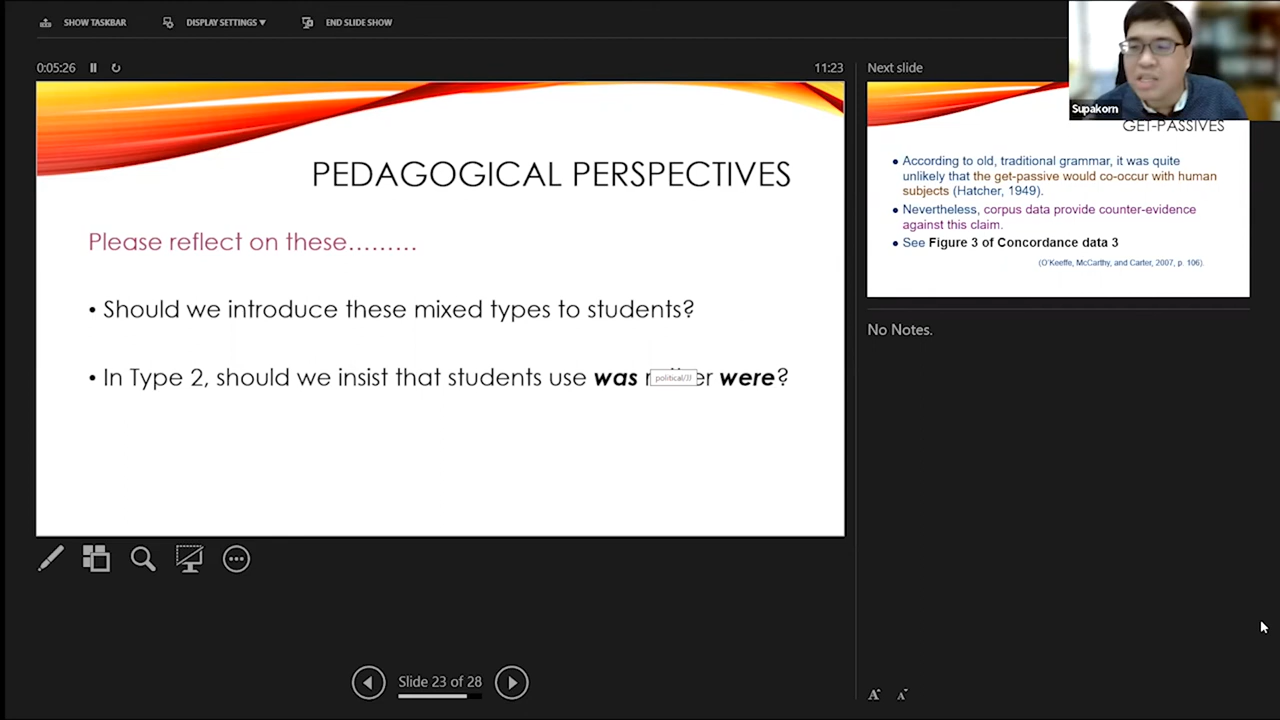 SHOW TASKBAR
DISPLAY SETTINGS ▼
END SLIDE SHOW
0:05:26
11:23
Next slide
Supakorn
PEDAGOGICAL PERSPECTIVES
Please reflect on these………
• Should we introduce these mixed types to students?
• In Type 2, should we insist that students use was were?
political/JJ
GET-PASSIVES
• According to old, traditional grammar, it was quite
unlikely that the get-passive would co-occur with human
subjects (Hatcher, 1949).
• Nevertheless, corpus data provide counter-evidence
against this claim.
• See Figure 3 of Concordance data 3
(O'Keeffe, McCarthy, and Carter, 2007, p. 106).
No Notes.
Slide 23 of 28
A A